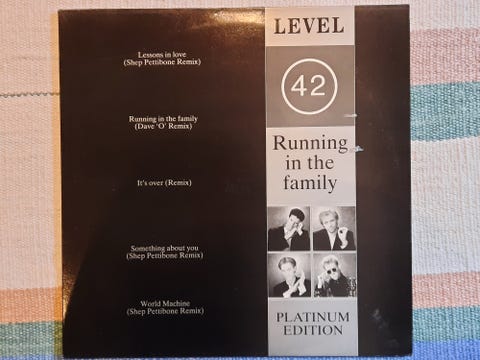 Lessons in love
(Shep Pettibone Remix)
Running in the family
(Dave 'O' Remix)
It's over (Remix)
Something about you
(Shep Pettibone Remix)
World Machine
(Shep Pettibone Remix)
LEVEL
42
Running
in the
family
PLATINUM
EDITION